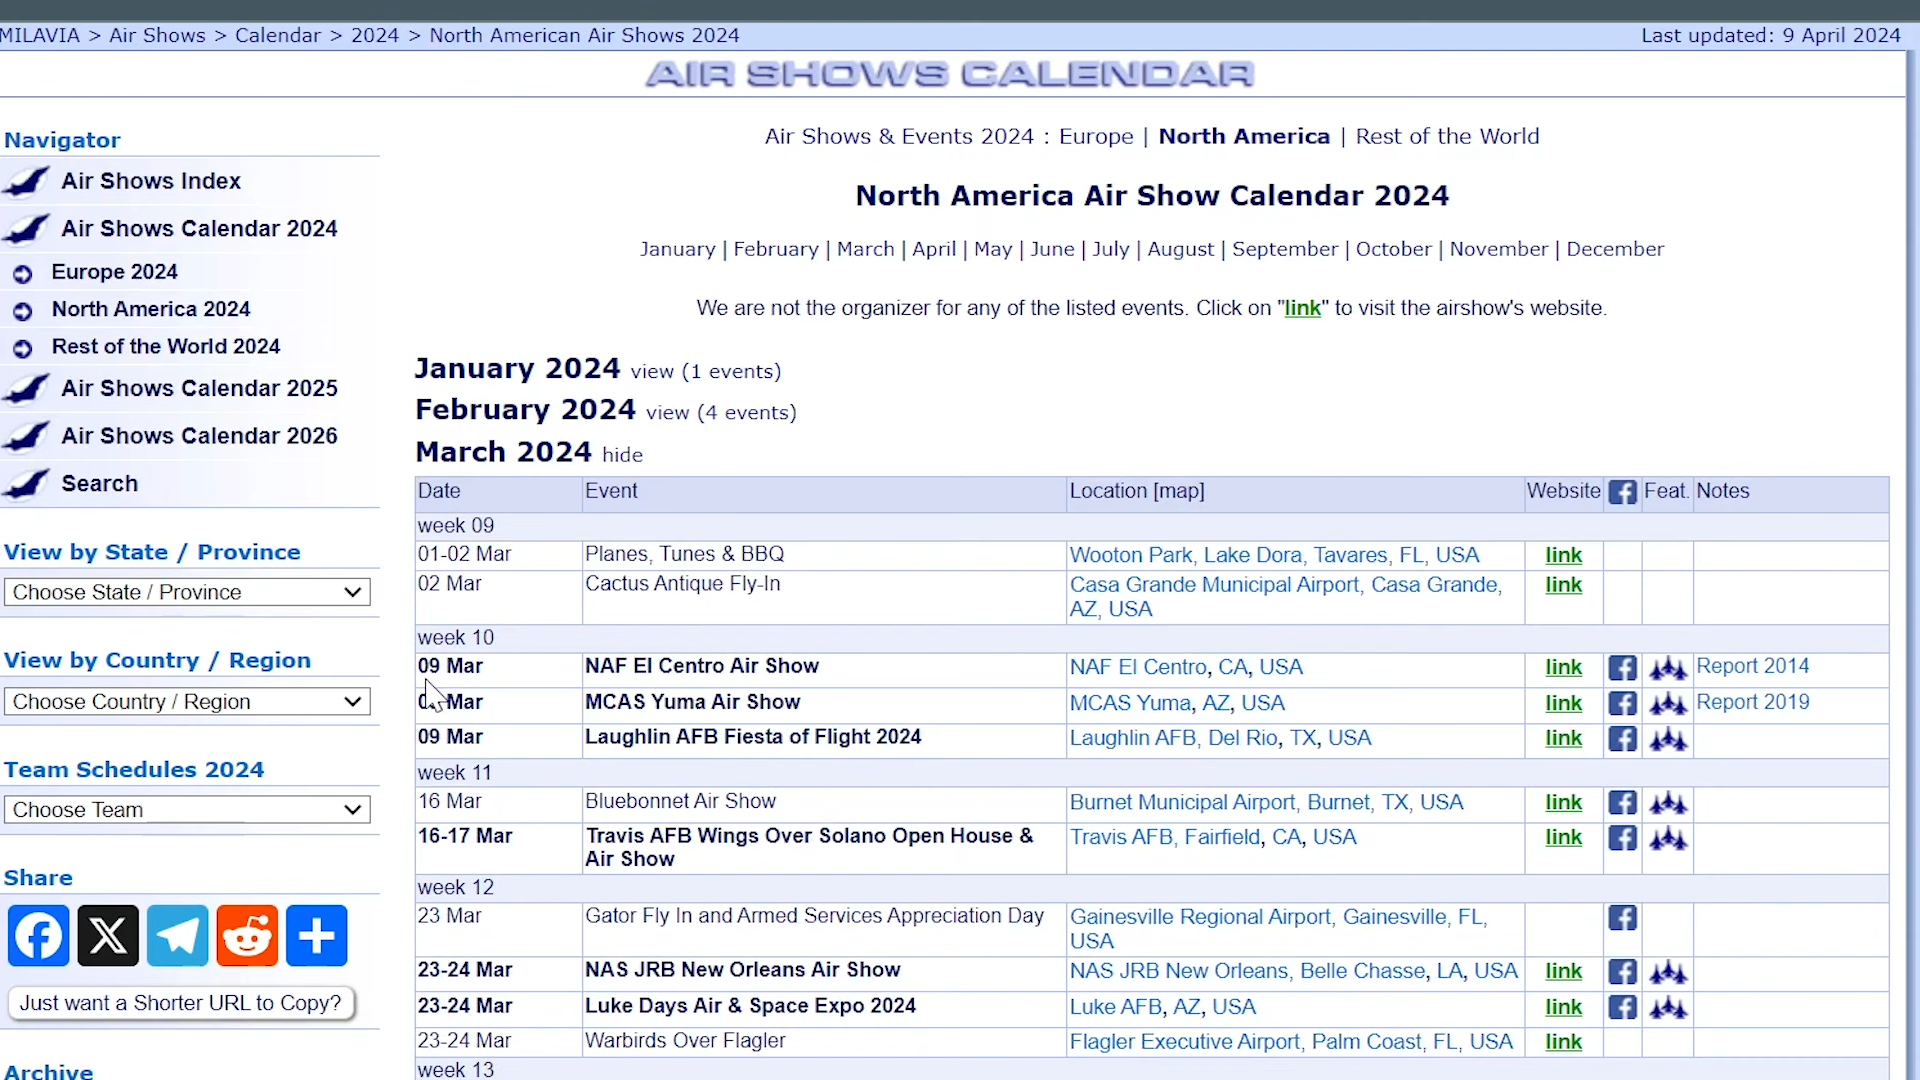 MILAVIA > Air Shows > Calendar > 2024 > North American Air Shows 2024
Last updated: 9 April 2024
AIR SHOWS CALENDAR
Navigator
Air Shows Index
Air Shows Calendar 2024
Europe 2024
North America 2024
Rest of the World 2024
Air Shows Calendar 2025
Air Shows Calendar 2026
Search
View by State / Province
Choose State / Province
View by Country / Region
Choose Country / Region
Team Schedules 2024
Choose Team
Share
Just want a Shorter URL to Copy?
Archive
Air Shows & Events 2024 : Europe | North America | Rest of the World
North America Air Show Calendar 2024
January | February | March | April | May | June | July | August | September | October | November | December
We are not the organizer for any of the listed events. Click on "link" to visit the airshow's website.
January 2024 view (1 events)
February 2024 view (4 events)
March 2024 hide
Date Event Location [map] Website Feat. Notes
week 09
01-02 Mar Planes, Tunes & BBQ Wooton Park, Lake Dora, Tavares, FL, USA link
02 Mar Cactus Antique Fly-In Casa Grande Municipal Airport, Casa Grande, link
AZ, USA
week 10
09 Mar NAF El Centro Air Show NAF El Centro, CA, USA link Report 2014
Mar MCAS Yuma Air Show MCAS Yuma, AZ, USA link Report 2019
09 Mar Laughlin AFB Fiesta of Flight 2024 Laughlin AFB, Del Rio, TX, USA link
week 11
16 Mar Bluebonnet Air Show Burnet Municipal Airport, Burnet, TX, USA link
16-17 Mar Travis AFB Wings Over Solano Open House & Travis AFB, Fairfield, CA, USA link
Air Show
week 12
23 Mar Gator Fly In and Armed Services Appreciation Day Gainesville Regional Airport, Gainesville, FL,
USA
23-24 Mar NAS JRB New Orleans Air Show NAS JRB New Orleans, Belle Chasse, LA, USA link
23-24 Mar Luke Days Air & Space Expo 2024 Luke AFB, AZ, USA link
23-24 Mar Warbirds Over Flagler Flagler Executive Airport, Palm Coast, FL, USA link
week 13